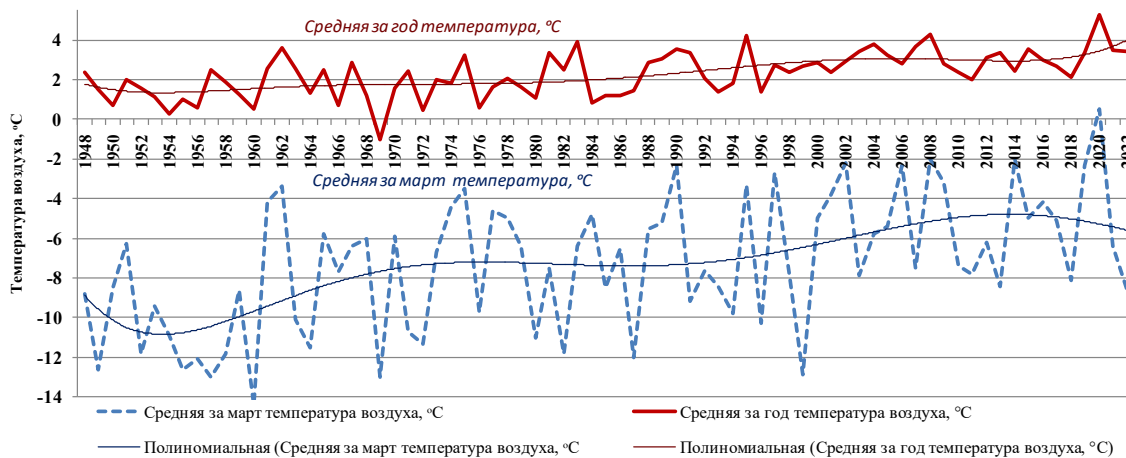 Средняя за год температура, °С
Средняя за март температура, °С
Температура воздуха, °С
4
2
0
-2
-4
-6
-8
-10
-12
-14
1948 1950 1952 1954 1956 1958 1960 1962 1964 1966 1968 1970 1972 1974 1976 1978 1980 1982 1984 1986 1988 1990 1992 1994 1996 1998 2000 2002 2004 2006 2008 2010 2012 2014 2016 2018 2020 2022
Средняя за март температура воздуха, °С Средняя за год температура воздуха, °С
Полиномиальная (Средняя за март температура воздуха, °С Полиномиальная (Средняя за год температура воздуха, °С)